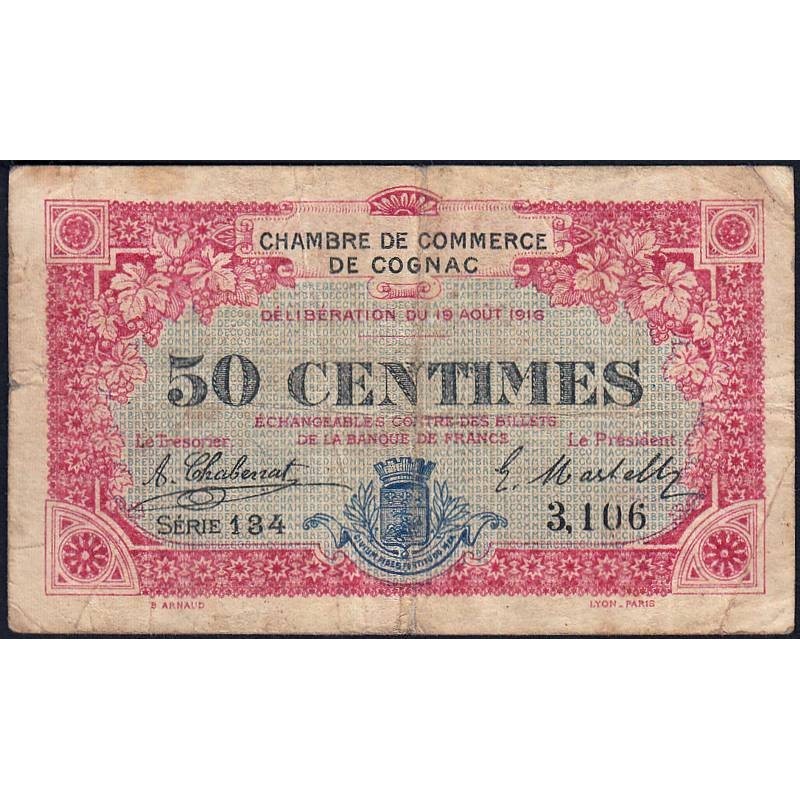 CHAMBRE DE COMMERCE
DE COGNAC
DÉLIBÉRATION DU 19 AOÛT 1916
50 CENTIMES
ÉCHANGEABLES CONTRE DES BILLETS
DE LA BANQUE DE FRANCE
Le Trésorier
Le Président
SÉRIE 134
3,106
B ARNAUD
LYON-PARIS